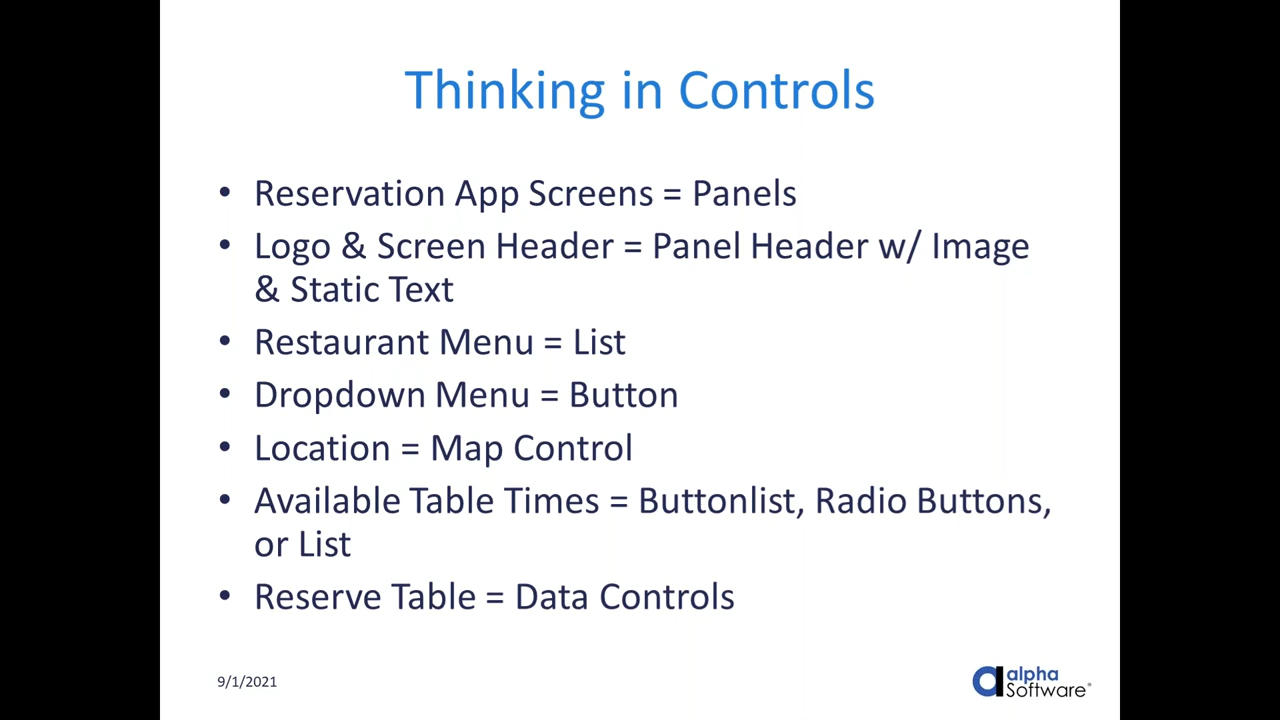 Thinking in Controls
• Reservation App Screens = Panels
• Logo & Screen Header = Panel Header w/ Image
& Static Text
• Restaurant Menu = List
• Dropdown Menu = Button
• Location = Map Control
• Available Table Times = Buttonlist, Radio Buttons,
or List
• Reserve Table = Data Controls
9/1/2021
alpha
Software®